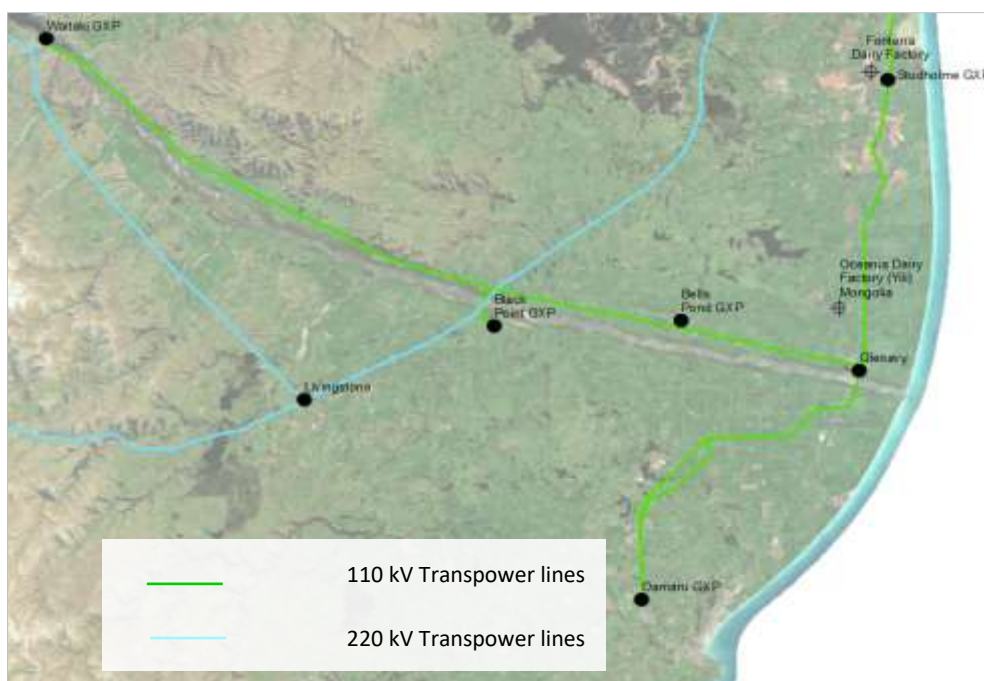 Waitaki GXP
Fonterra
Dairy Factory
Studholme GXP
Oceania Dairy
Factory (Yili)
Mongolia
Black
Point GXP
Bells
Pond GXP
Glenavy
Livingstone
Oamaru GXP
110 kV Transpower lines
220 kV Transpower lines